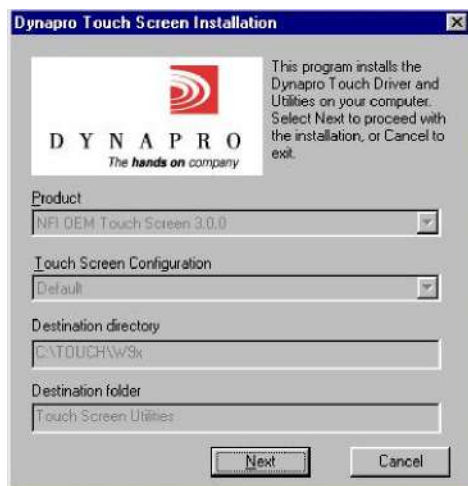 Dynapro Touch Screen Installation
DYNAPRO
The hands on company
This program installs the
Dynapro Touch Driver and
Utilities on your computer.
Select Next to proceed with
the installation, or Cancel to
exit.
Product
NFI OEM Touch Screen 3.0.0
Touch Screen Configuration
Default
Destination directory
C:\TOUCH\W9x
Destination folder
Touch Screen Utilities
Next
Cancel